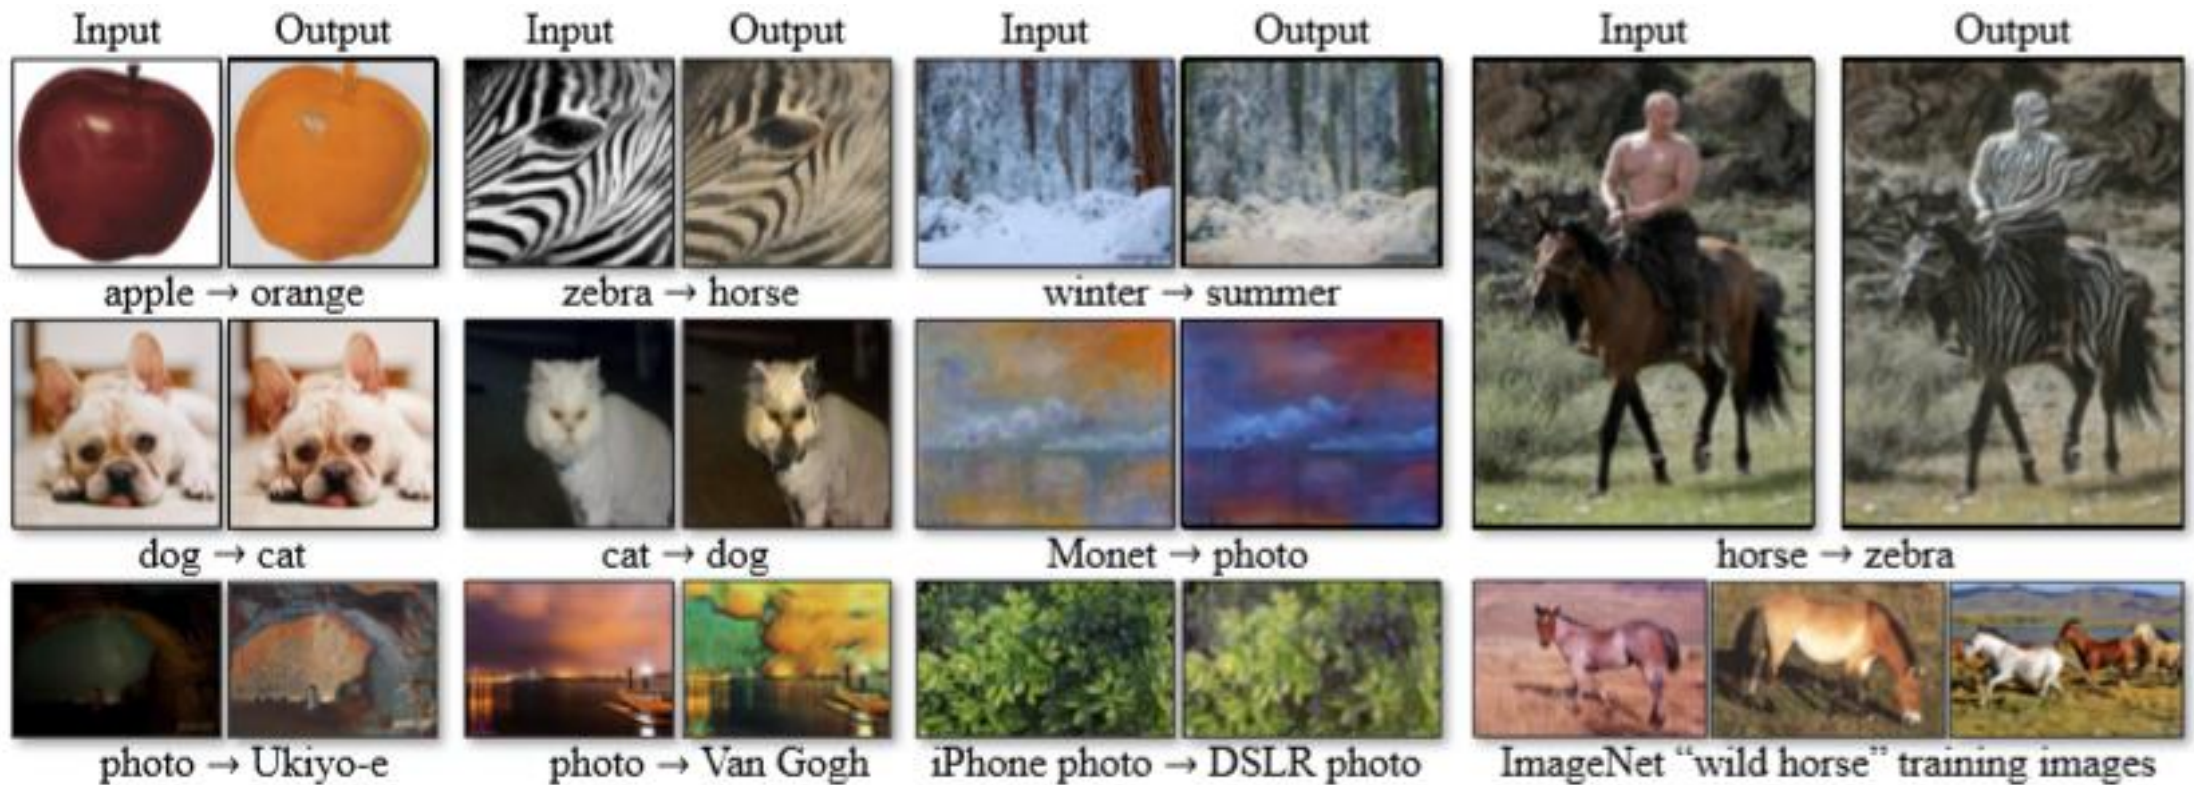 Input Output Input Output Input Output Input Output
apple → orange zebra → horse winter → summer
dog → cat cat → dog Monet → photo horse → zebra
photo → Ukiyo-e photo → Van Gogh iPhone photo → DSLR photo ImageNet “wild horse” training images